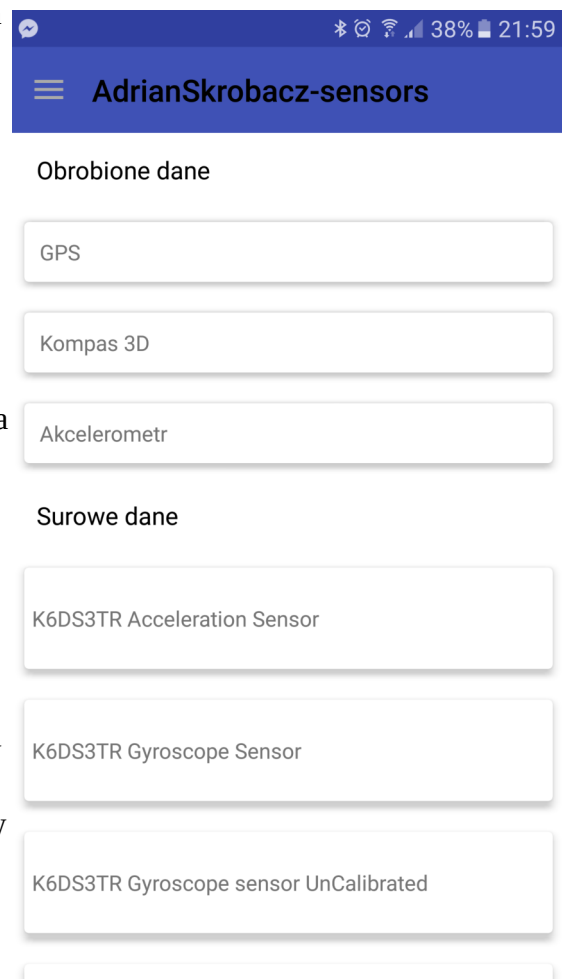 38% 21:59
AdrianSkrobacz-sensors
Obrobione dane
GPS
Kompas 3D
a
Akcelerometr
Surowe dane
K6DS3TR Acceleration Sensor
K6DS3TR Gyroscope Sensor
y
K6DS3TR Gyroscope sensor UnCalibrated